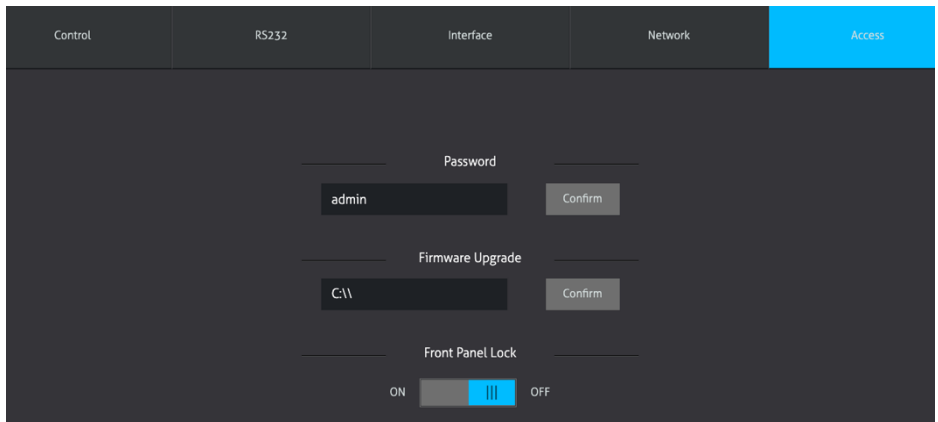 Control RS232 Interface Network Access
Password
admin Confirm
Firmware Upgrade
C:\\ Confirm
Front Panel Lock
ON OFF